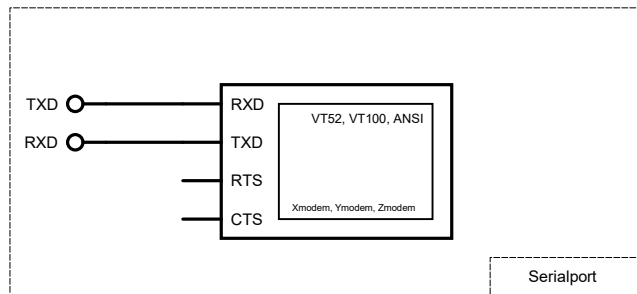 TXD RXD VT52, VT100, ANSI
RXD TXD
RTS
Xmodem, Ymodem, Zmodem
CTS
Serialport